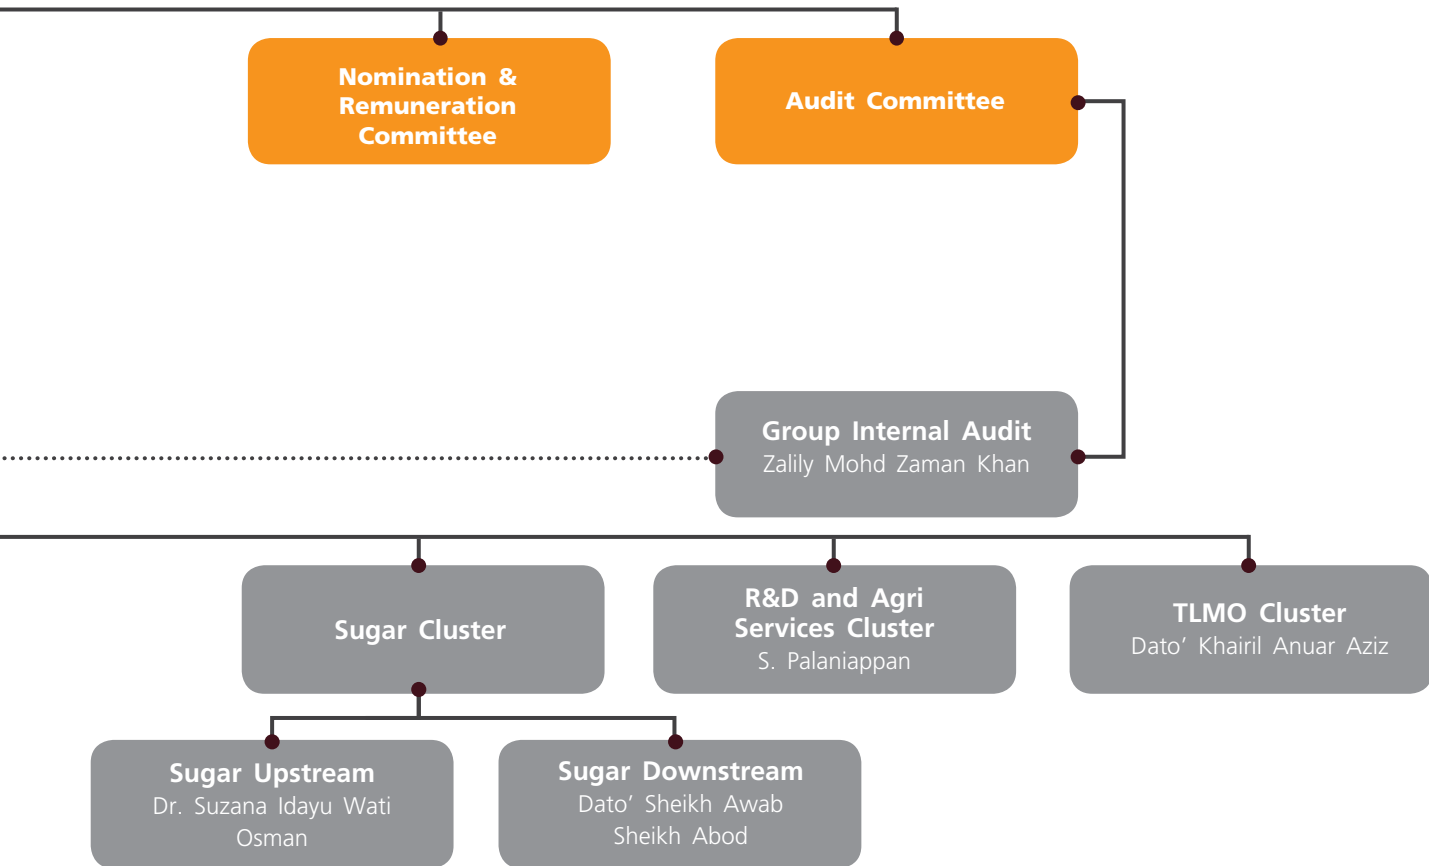 Nomination &
Remuneration
Committee
Audit Committee
Group Internal Audit
Zalily Mohd Zaman Khan
Sugar Cluster
R&D and Agri
Services Cluster
S. Palaniappan
TLMO Cluster
Dato’ Khairil Anuar Aziz
Sugar Upstream
Dr. Suzana Idayu Wati
Osman
Sugar Downstream
Dato’ Sheikh Awab
Sheikh Abod